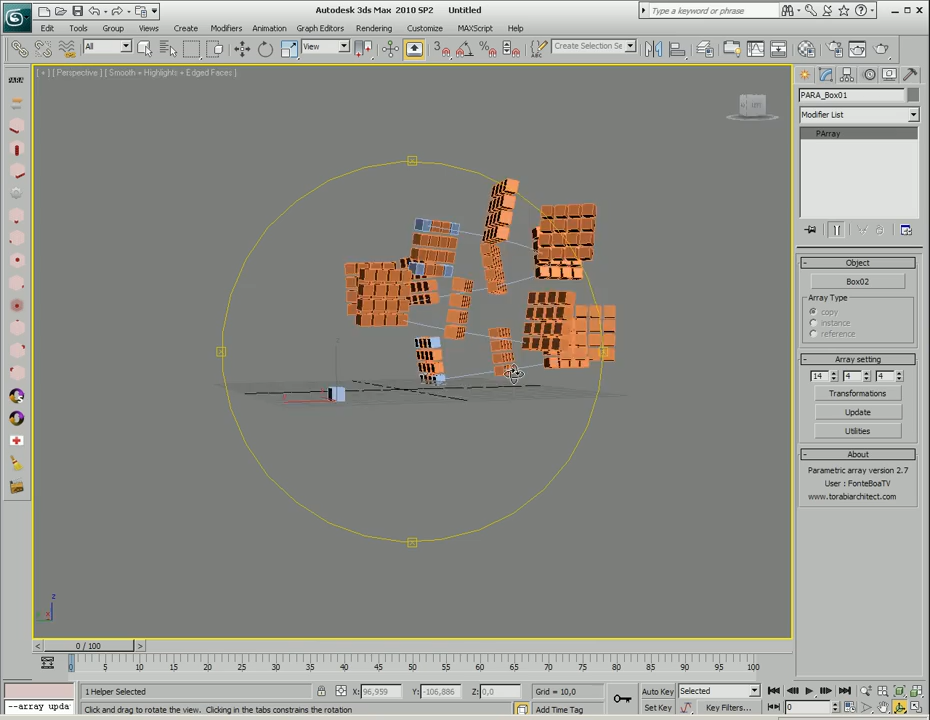 Autodesk 3ds Max 2010 SP2 Untitled
Type a keyword or phrase
Edit Tools Group Views Create Modifiers Animation Graph Editors Rendering Customize MAXScript Help
All View Create Selection Se
[ + ] [ Perspective ] [ Smooth + Highlights + Edged Faces ]
PARA
PARA_Box01
Modifier List
PArray
- Object
Box02
Array Type
copy
instance
reference
- Array setting
14 4 4
Transformations
Update
Utilities
- About
Parametric array version 2.7
User : FonteBoaTV
www.torabiarchitect.com
z
x
< 0 / 100 >
0 5 10 15 20 25 30 35 40 45 50 55 60 65 70 75 80 85 90 95 100
1 Helper Selected X: 96,959 Y: -106,886 Z: 0,0 Grid = 10,0 Auto Key Selected
--array upda Click and drag to rotate the view. Clicking in the tabs constrains the rotation Add Time Tag Set Key Key Filters... 0